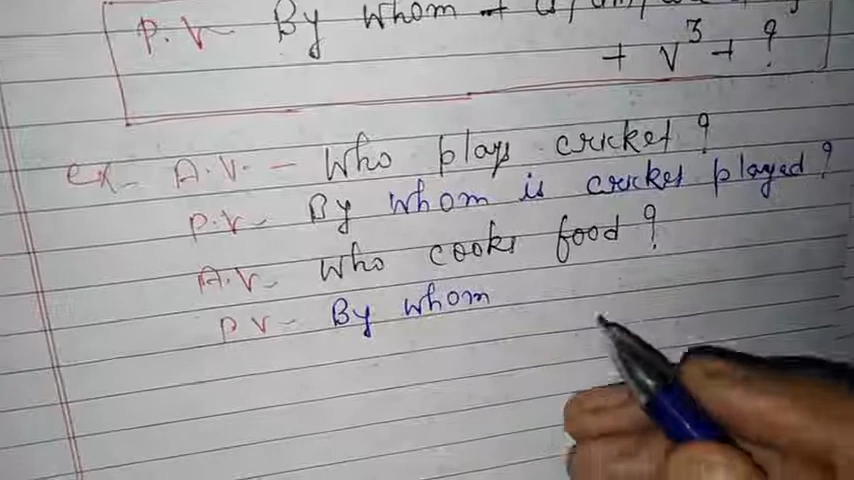 P.V- By whom +
+ V3 + ?
ex- A.V. - Who plays cricket ?
P.V- By whom is cricket played ?
A.V- Who cooks food ?
P V- By whom